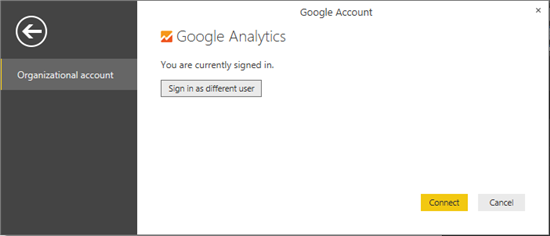 Google Account
Google Analytics
Organizational account
You are currently signed in.
Sign in as different user
Connect
Cancel